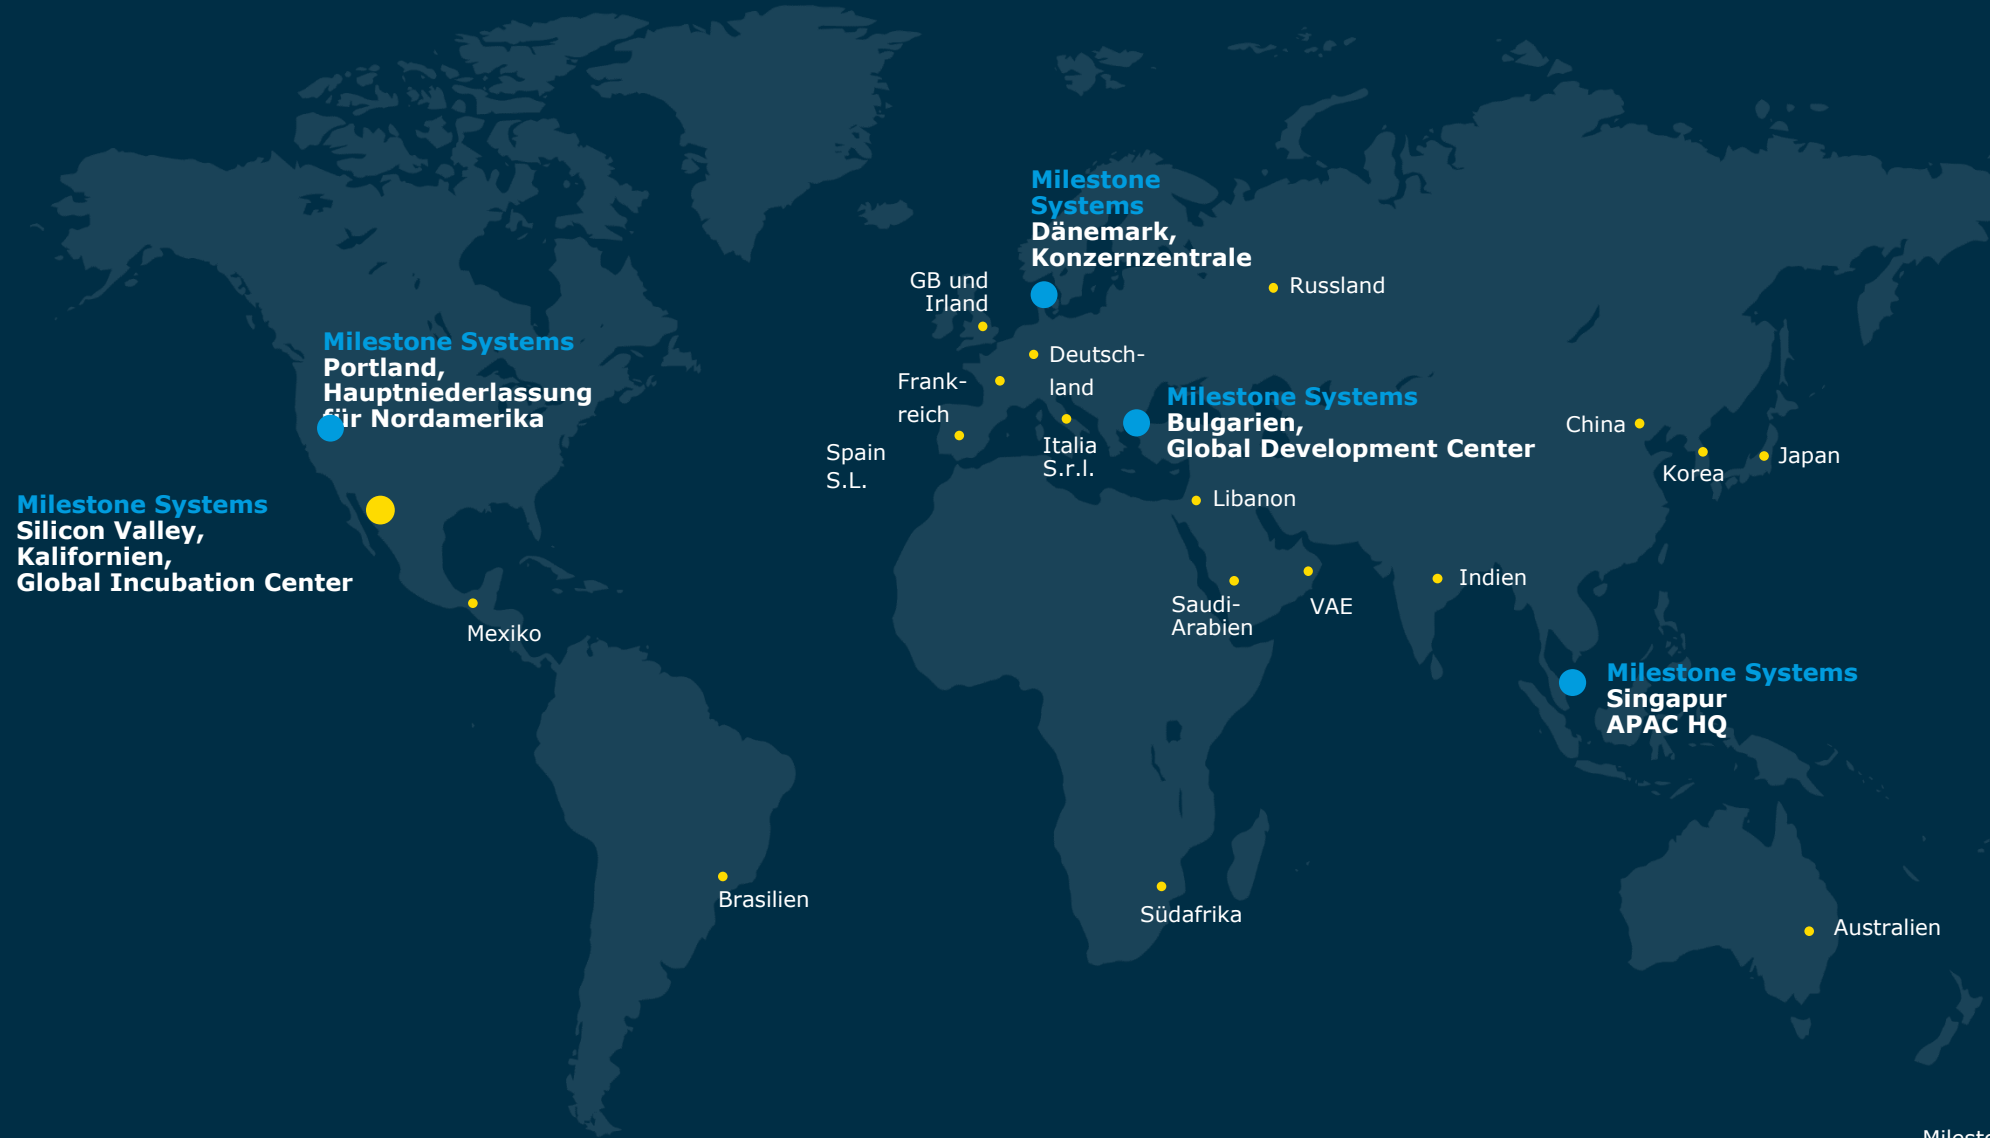 Milestone
Systems
Dänemark,
Konzernzentrale
GB und
Irland
Russland
Milestone Systems
Portland,
Hauptniederlassung
für Nordamerika
Deutsch-
land
Frank-
reich
Milestone Systems
Bulgarien,
Global Development Center
China
Italia
S.r.l.
Spain
S.L.
Korea
Japan
Milestone Systems
Silicon Valley,
Kalifornien,
Global Incubation Center
Libanon
Mexiko
Saudi-
Arabien
VAE
Indien
Milestone Systems
Singapur
APAC HQ
Brasilien
Südafrika
Australien